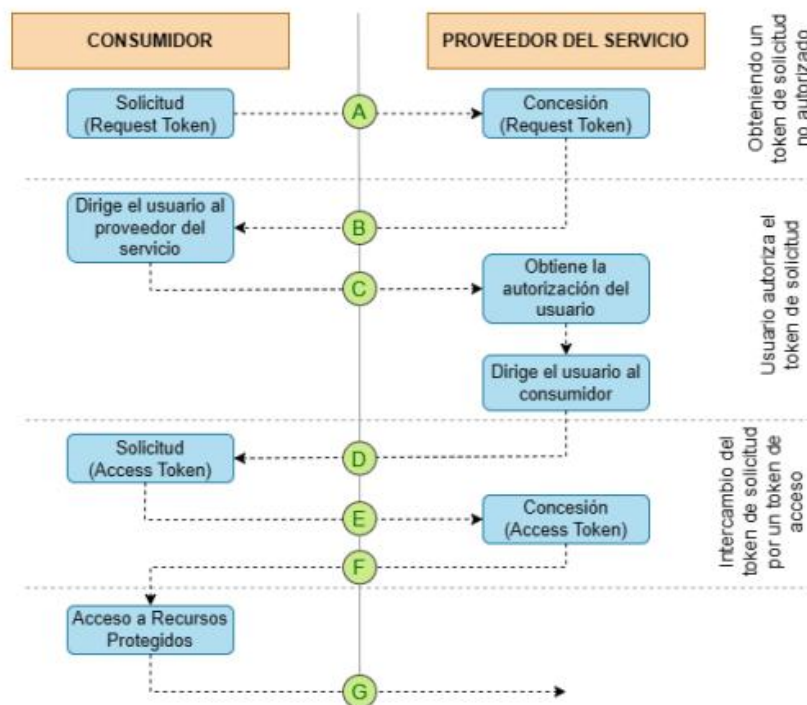 CONSUMIDOR
PROVEEDOR DEL SERVICIO
Obteniendo un
token de solicitud
no autorizado
Solicitud
(Request Token)
A
Concesión
(Request Token)
Dirige el usuario al
proveedor del
servicio
B
Usuario autoriza el
token de solicitud
C
Obtiene la
autorización del
usuario
Dirige el usuario al
consumidor
Solicitud
(Access Token)
D
Intercambio del
token de solicitud
por un token de
acceso
E
Concesión
(Access Token)
F
Acceso a Recursos
Protegidos
G